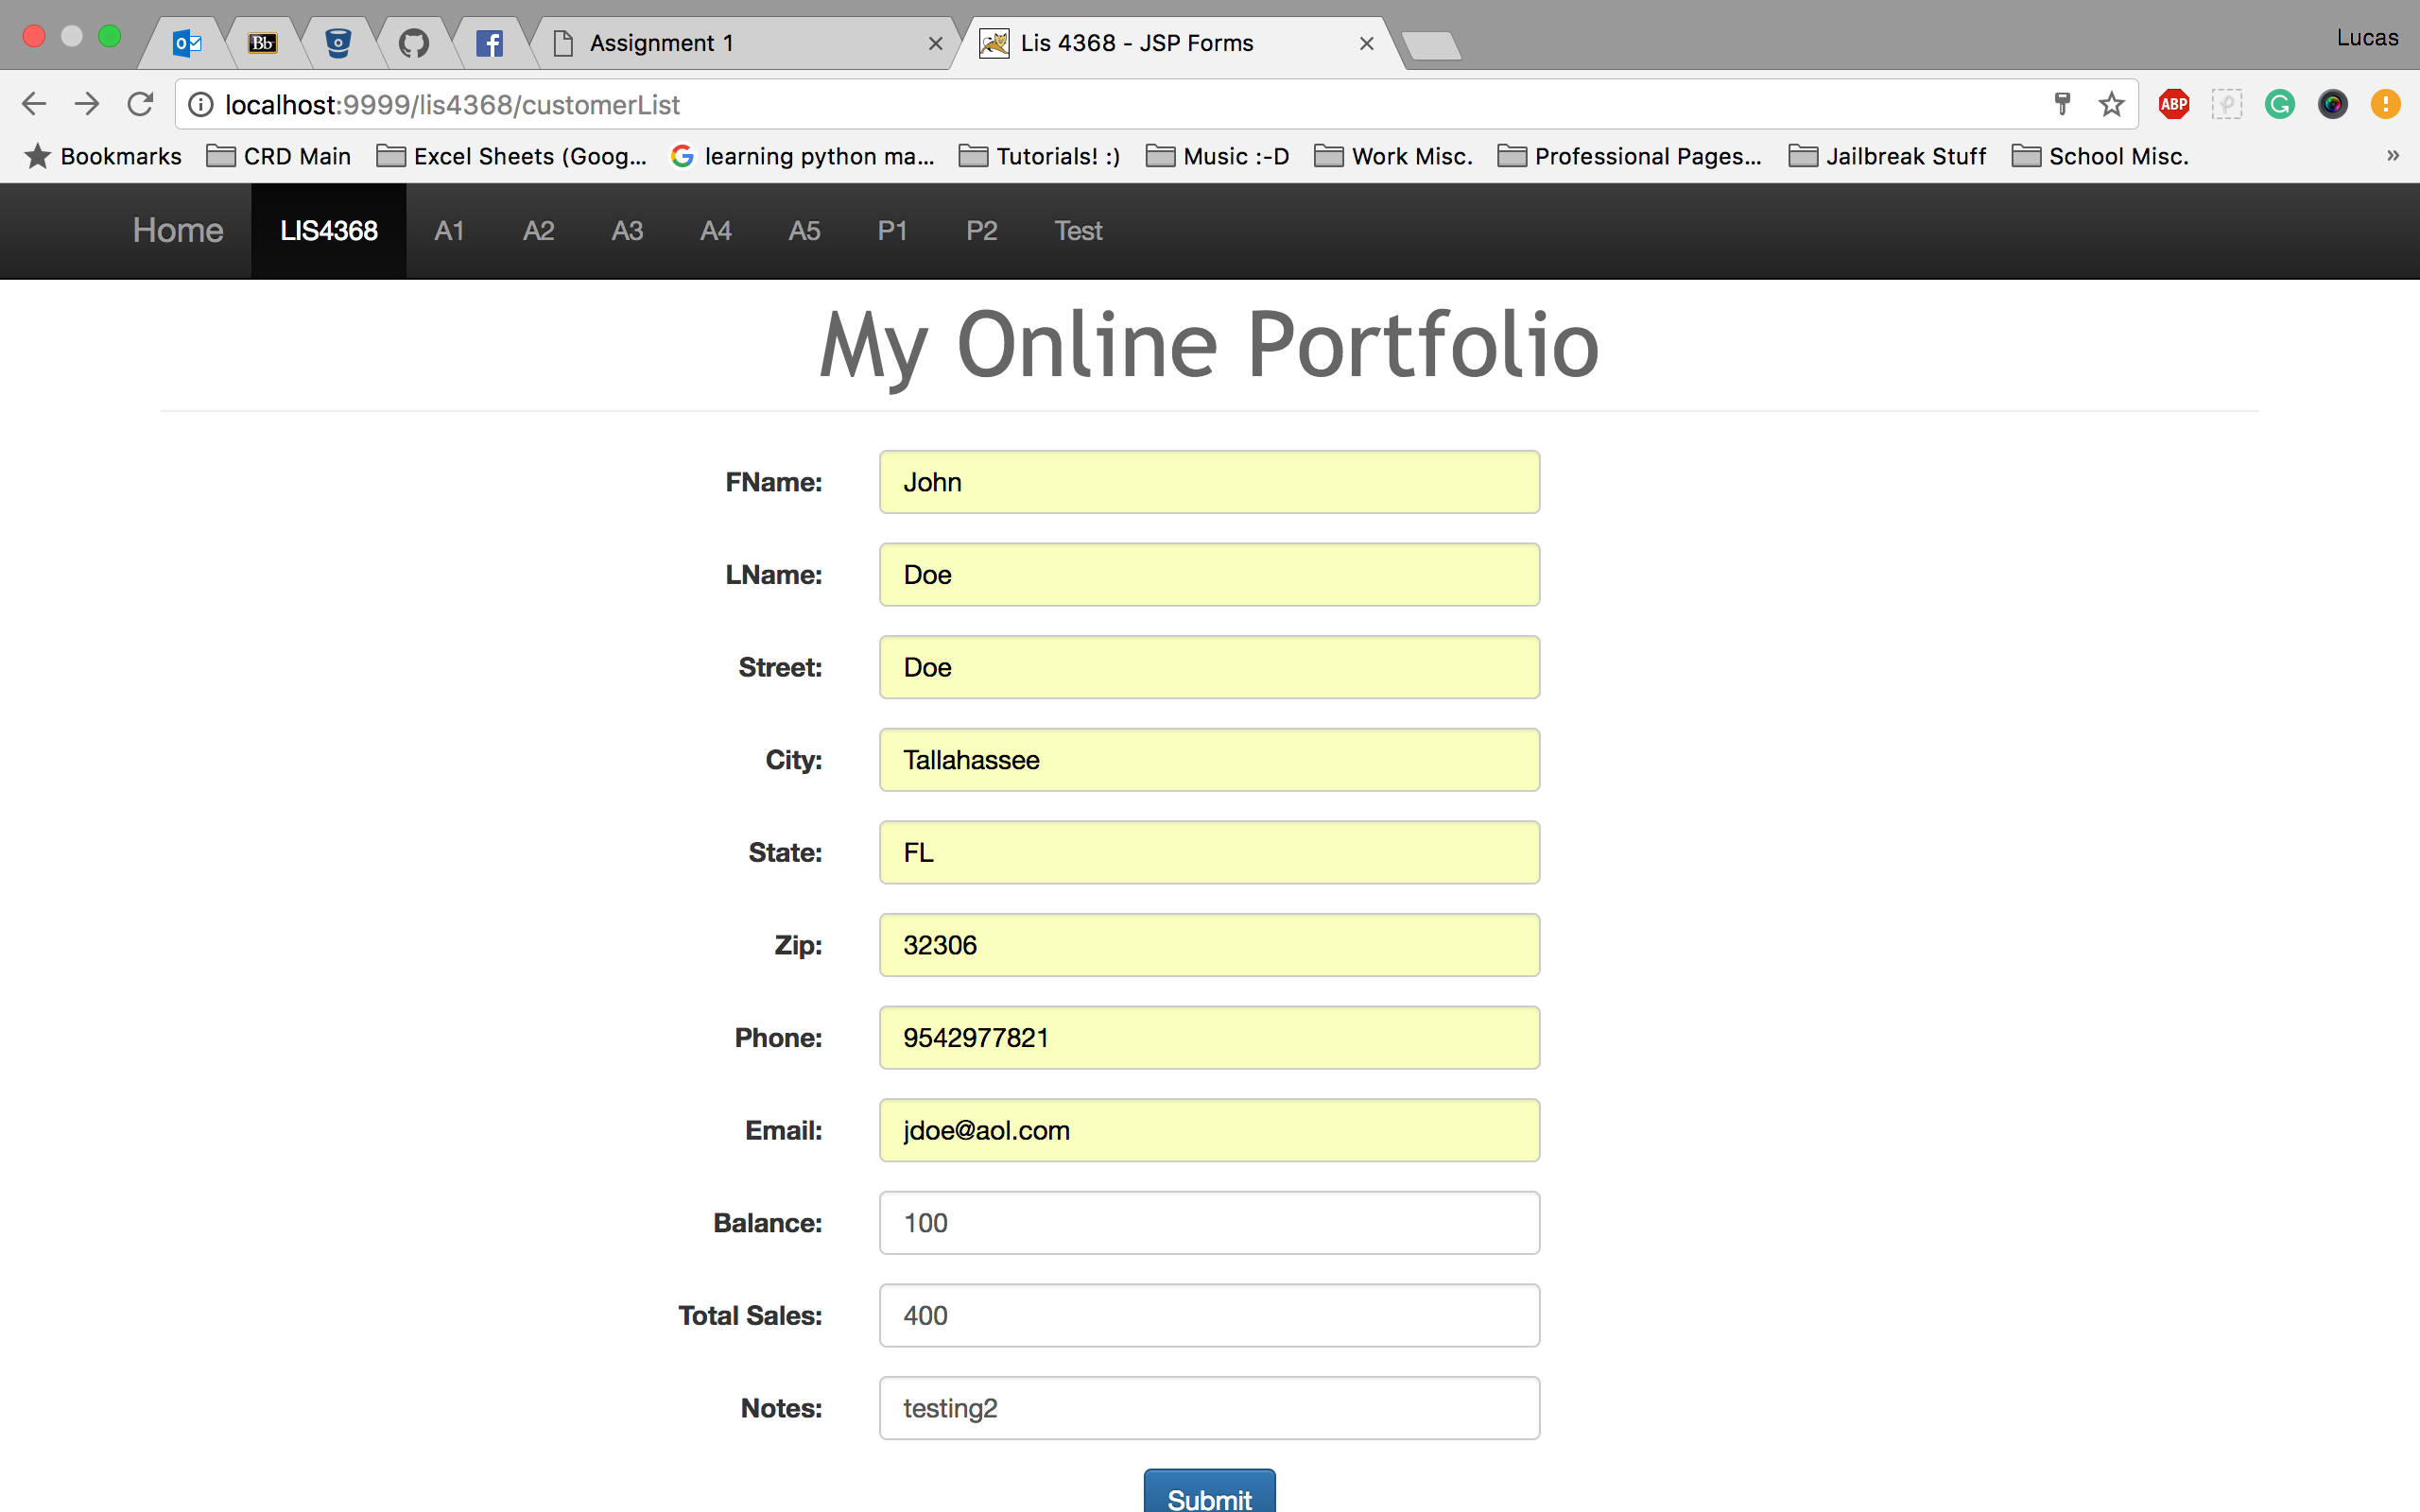 Assignment 1
Lis 4368 - JSP Forms
Lucas
localhost:9999/lis4368/customerList
ABP
Bookmarks CRD Main Excel Sheets (Goog... learning python ma... Tutorials! :) Music :-D Work Misc. Professional Pages... Jailbreak Stuff School Misc. »
Home LIS4368 A1 A2 A3 A4 A5 P1 P2 Test
My Online Portfolio
FName: John
LName: Doe
Street: Doe
City: Tallahassee
State: FL
Zip: 32306
Phone: 9542977821
Email: jdoe@aol.com
Balance: 100
Total Sales: 400
Notes: testing2
Submit